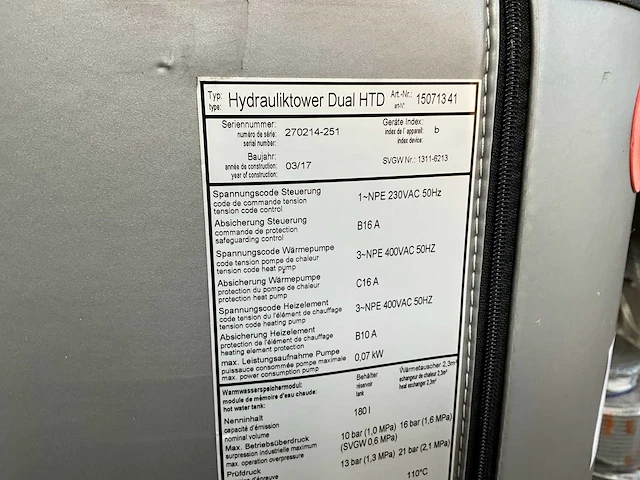 Typ: Hydrauliktower Dual HTD Art.-Nr.: 150713 41
type: art-N°:
Seriennummer: Geräte Index:
numéro de série: 270214-251 index de l' appareil: b
serial number: index device:
Baujahr:
année de construction: 03/17 SVGW Nr.: 1311-6213
year of construction:
Spannungscode Steuerung 1~NPE 230VAC 50Hz
code de commande tension
tension code control
Absicherung Steuerung B16 A
commande de protection
safeguarding control
Spannungscode Wärmepumpe 3~NPE 400VAC 50HZ
code tension pompe de chaleur
tension code heat pump
Absicherung Wärmepumpe C16 A
protection du pompe de chaleur
protection heat pump
Spannungscode Heizelement 3~NPE 400VAC 50HZ
code tension du l'élément de chauffage
tension code heating pump
Absicherung Heizelement B10 A
protection de l'élément de chauffage
heating element protection
max. Leistungsaufnahme Pumpe 0,07 kW
puissance consommée pompe maximale
max. power consumption pump
Warmwasserspeichermodul: Behälter Wärmetauscher 2,3m²
module de mémoire d'eau chaude: réservoir echangeur de chaleur 2,3m²
hot water tank: tank heat exchanger 2,3m²
Nenninhalt 180 l
capacité d'émission
nominal volume
Max. Betriebsüberdruck 10 bar (1,0 MPa) 16 bar (1,6 MPa)
surpression industrielle maximum (SVGW 0,6 MPa)
max. operation overpressure
Prüfdruck 13 bar (1,3 MPa) 21 bar (2,1 MPa)
110°C